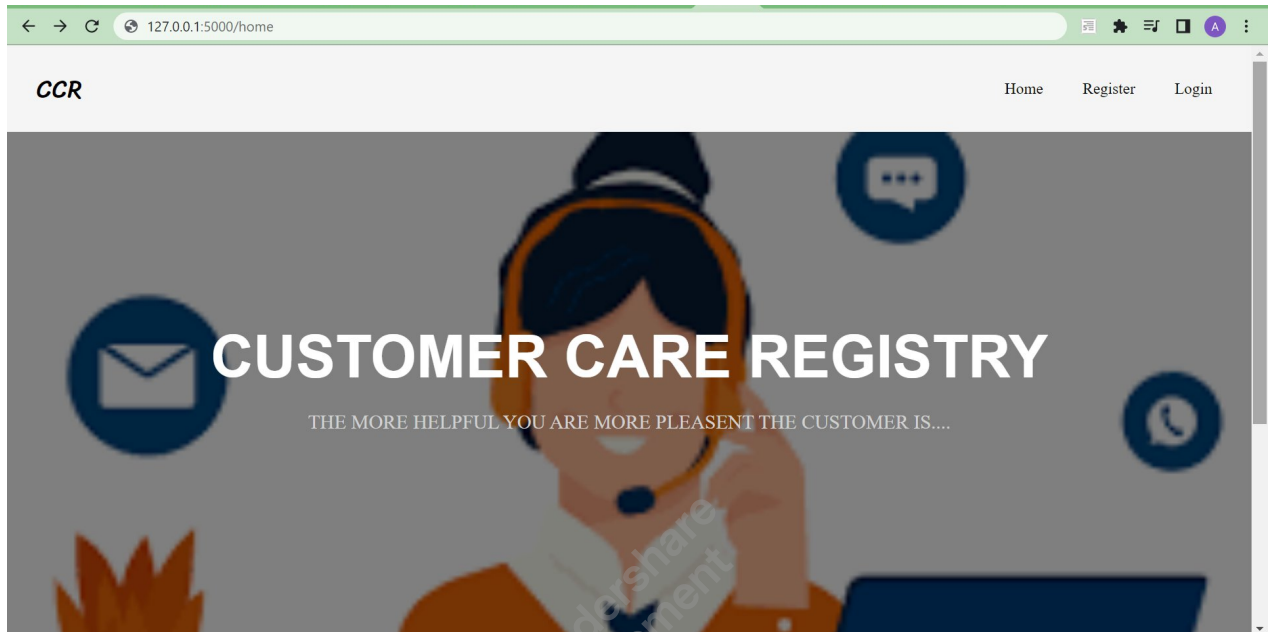 127.0.0.1:5000/home
A
CCR
Home Register Login
CUSTOMER CARE REGISTRY
THE MORE HELPFUL YOU ARE MORE PLEASENT THE CUSTOMER IS....